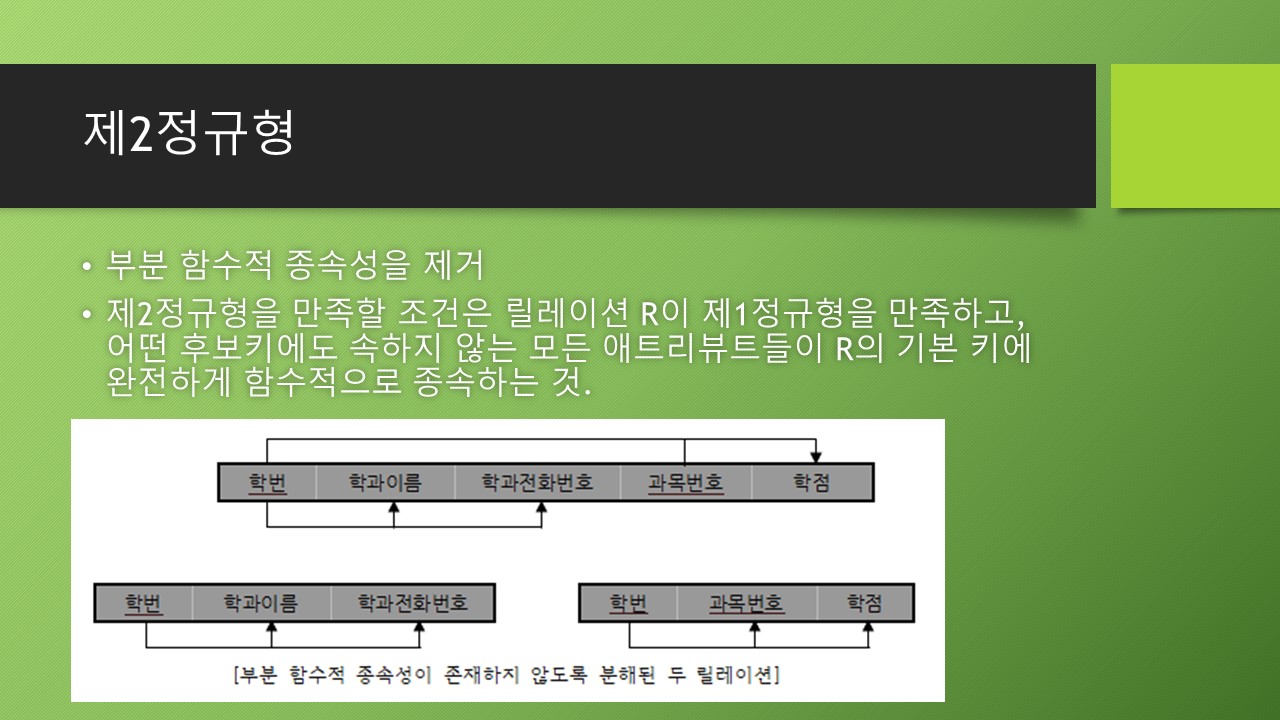 제2정규형
• 부분 함수적 종속성을 제거
• 제2정규형을 만족할 조건은 릴레이션 R이 제1정규형을 만족하고,
어떤 후보키에도 속하지 않는 모든 애트리뷰트들이 R의 기본 키에
완전하게 함수적으로 종속하는 것.
학번 학과이름 학과전화번호 과목번호 학점
학번 학과이름 학과전화번호
학번 과목번호 학점
[부분 함수적 종속성이 존재하지 않도록 분해된 두 릴레이션]